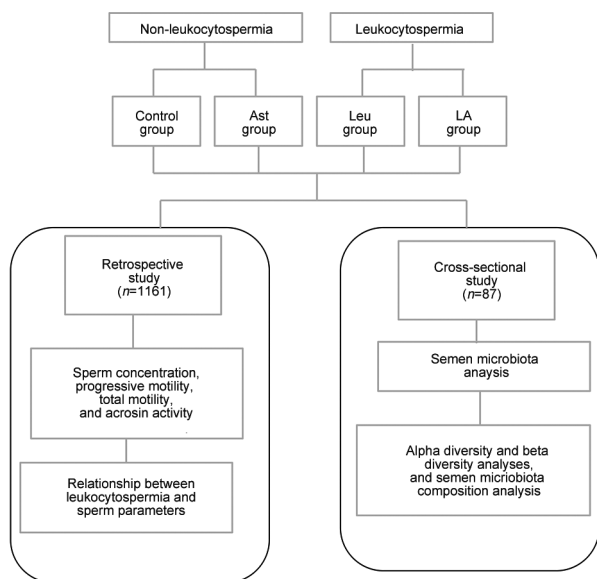 Non-leukocytospermia
Leukocytospermia
Control
group
Ast
group
Leu
group
LA
group
Retrospective
study
(n=1161)
Sperm concentration,
progressive motility,
total motility,
and acrosin activity
Relationship between
leukocytospermia and
sperm parameters
Cross-sectional
study
(n=87)
Semen microbiota
anaysis
Alpha diversity and beta
diversity analyses,
and semen micriobiota
composition analysis